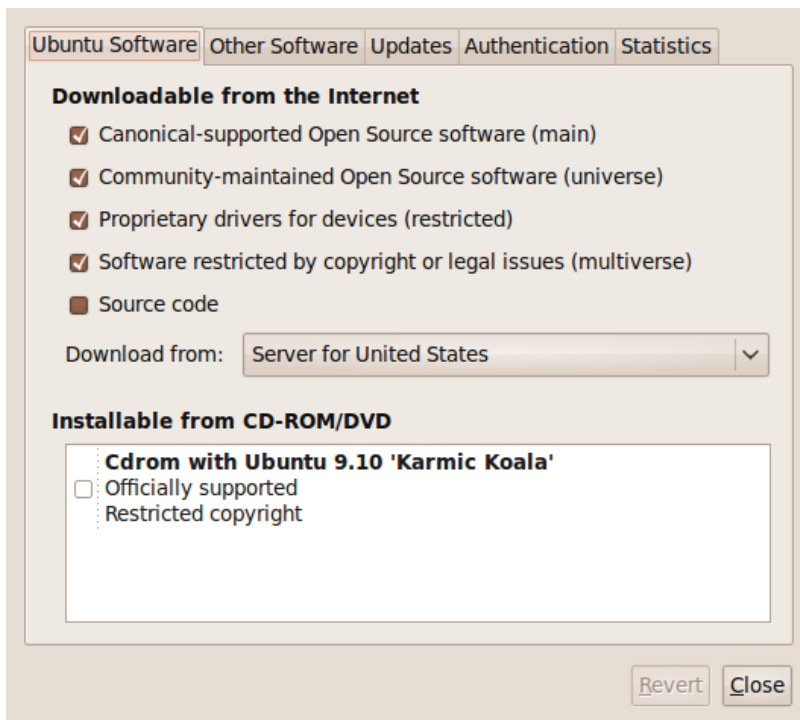 Ubuntu Software Other Software Updates Authentication Statistics
Downloadable from the Internet
Canonical-supported Open Source software (main)
Community-maintained Open Source software (universe)
Proprietary drivers for devices (restricted)
Software restricted by copyright or legal issues (multiverse)
Source code
Download from: Server for United States
Installable from CD-ROM/DVD
Cdrom with Ubuntu 9.10 'Karmic Koala'
Officially supported
Restricted copyright
Revert Close